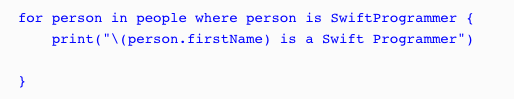 for person in people where person is SwiftProgrammer {
    print("\(person.firstName) is a Swift Programmer")
}